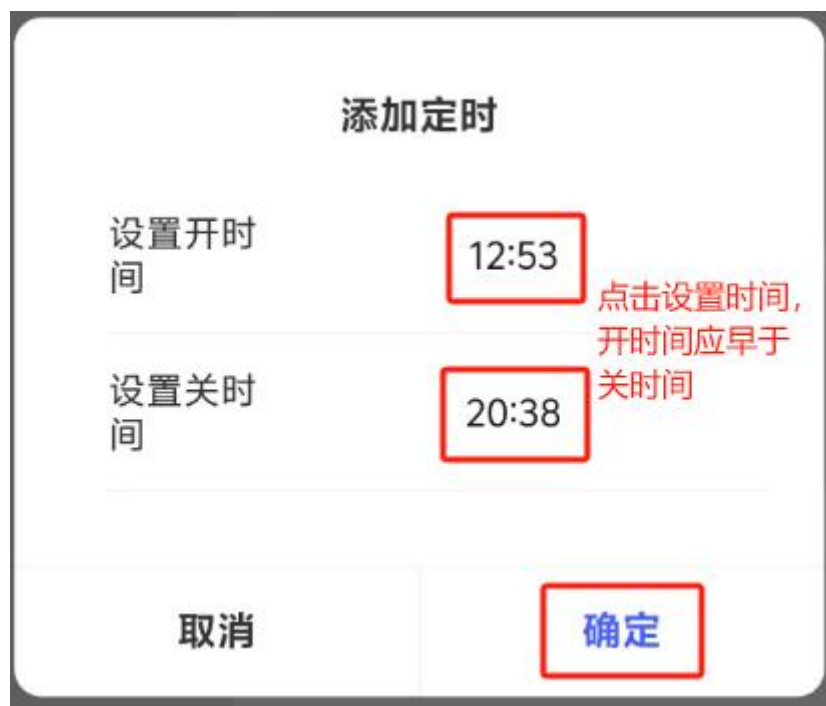 添加定时
设置开时
间
12:53
点击设置时间，
开时间应早于
关时间
设置关时
间
20:38
取消
确定